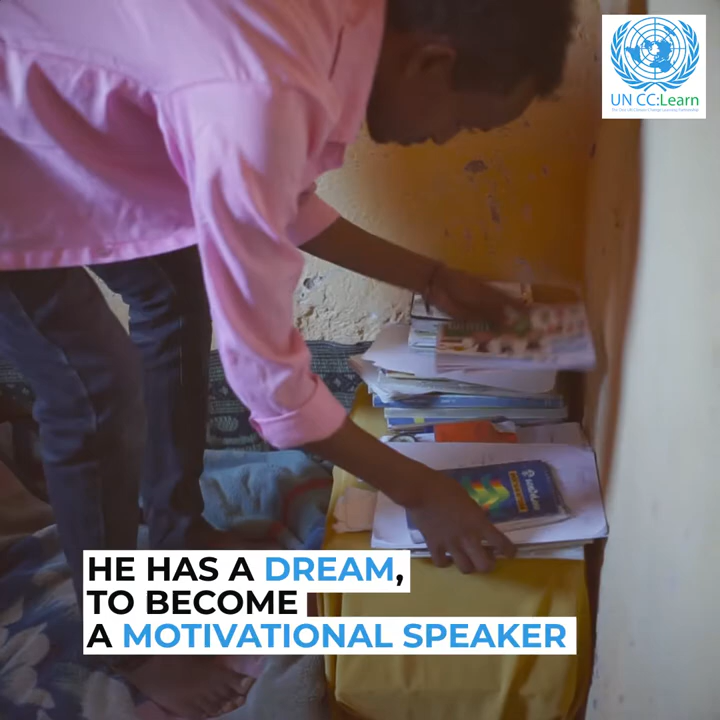 UN CC:Learn
HE HAS A DREAM,
TO BECOME
A MOTIVATIONAL SPEAKER